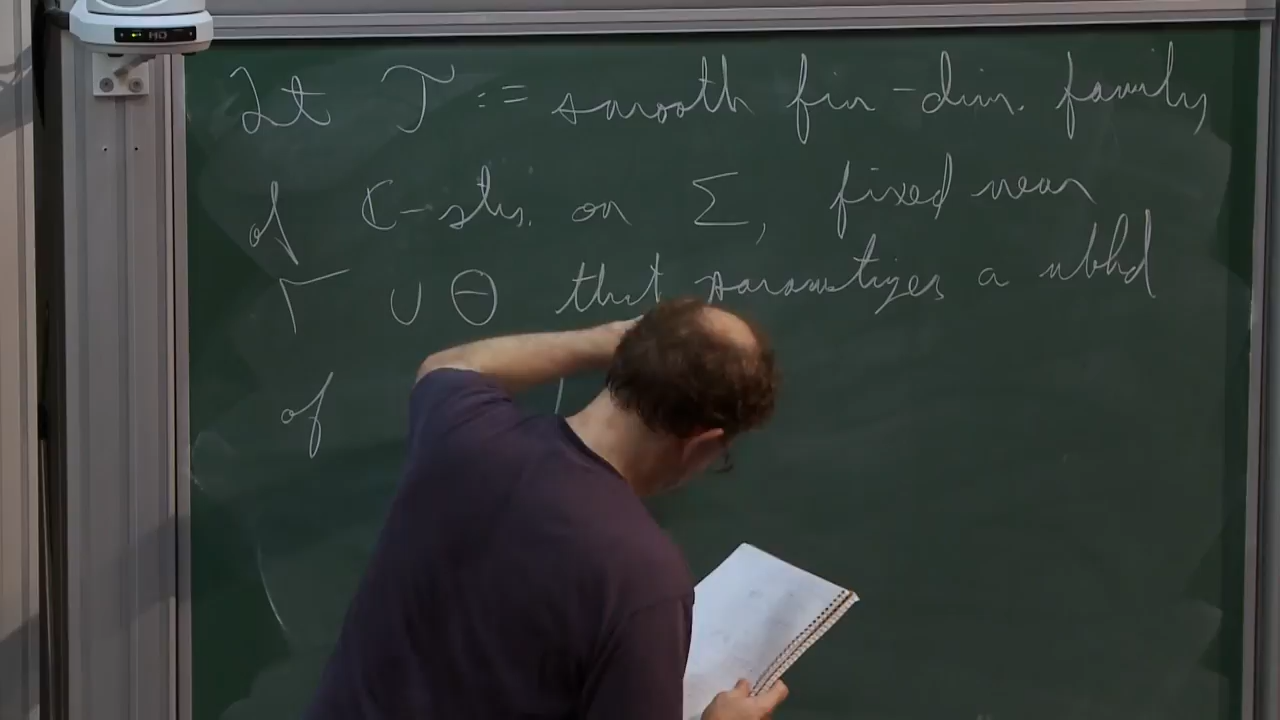 Let 𝒯 := smooth fin-dim. family
of ℂ-strs. on Σ, fixed near
Γ ∪ Θ that parametrizes a nbhd
of